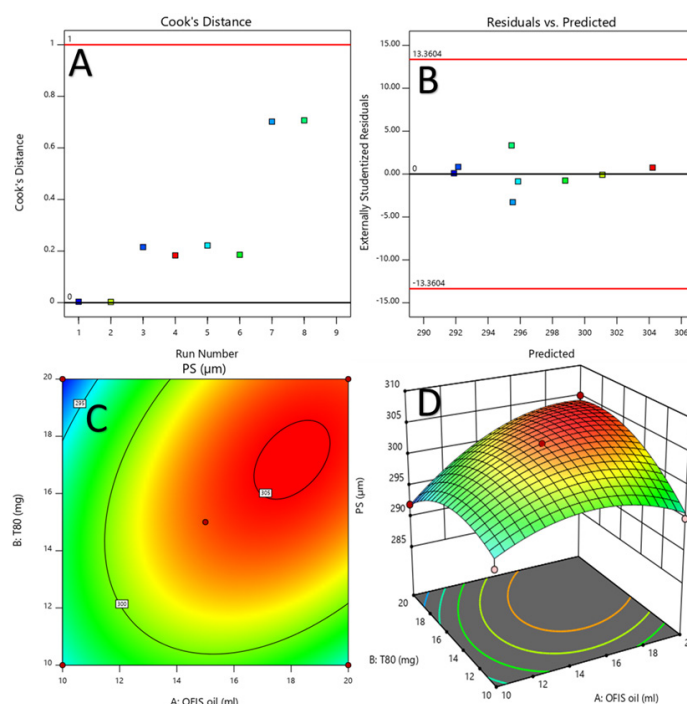 Cook's Distance
A
Cook's Distance
1
1
0.8
0.6
0.4
0.2
0
0
1 2 3 4 5 6 7 8 9
Run Number
Residuals vs. Predicted
B
Externally Studentized Residuals
15.00
13.3604
10.00
5.00
0
0.00
-5.00
-10.00
-13.3604
-15.00
290 292 294 296 298 300 302 304 306
Predicted
PS (µm)
C
B: T80 (mg)
20
18
16
14
12
10
295
305
300
10 12 14 16 18 20
A: OFIS oil (ml)
D
PS (µm)
310
305
300
295
290
285
20
18
16
14
12
10
B: T80 (mg)
10
12
14
16
18
A: OFIS oil (ml)